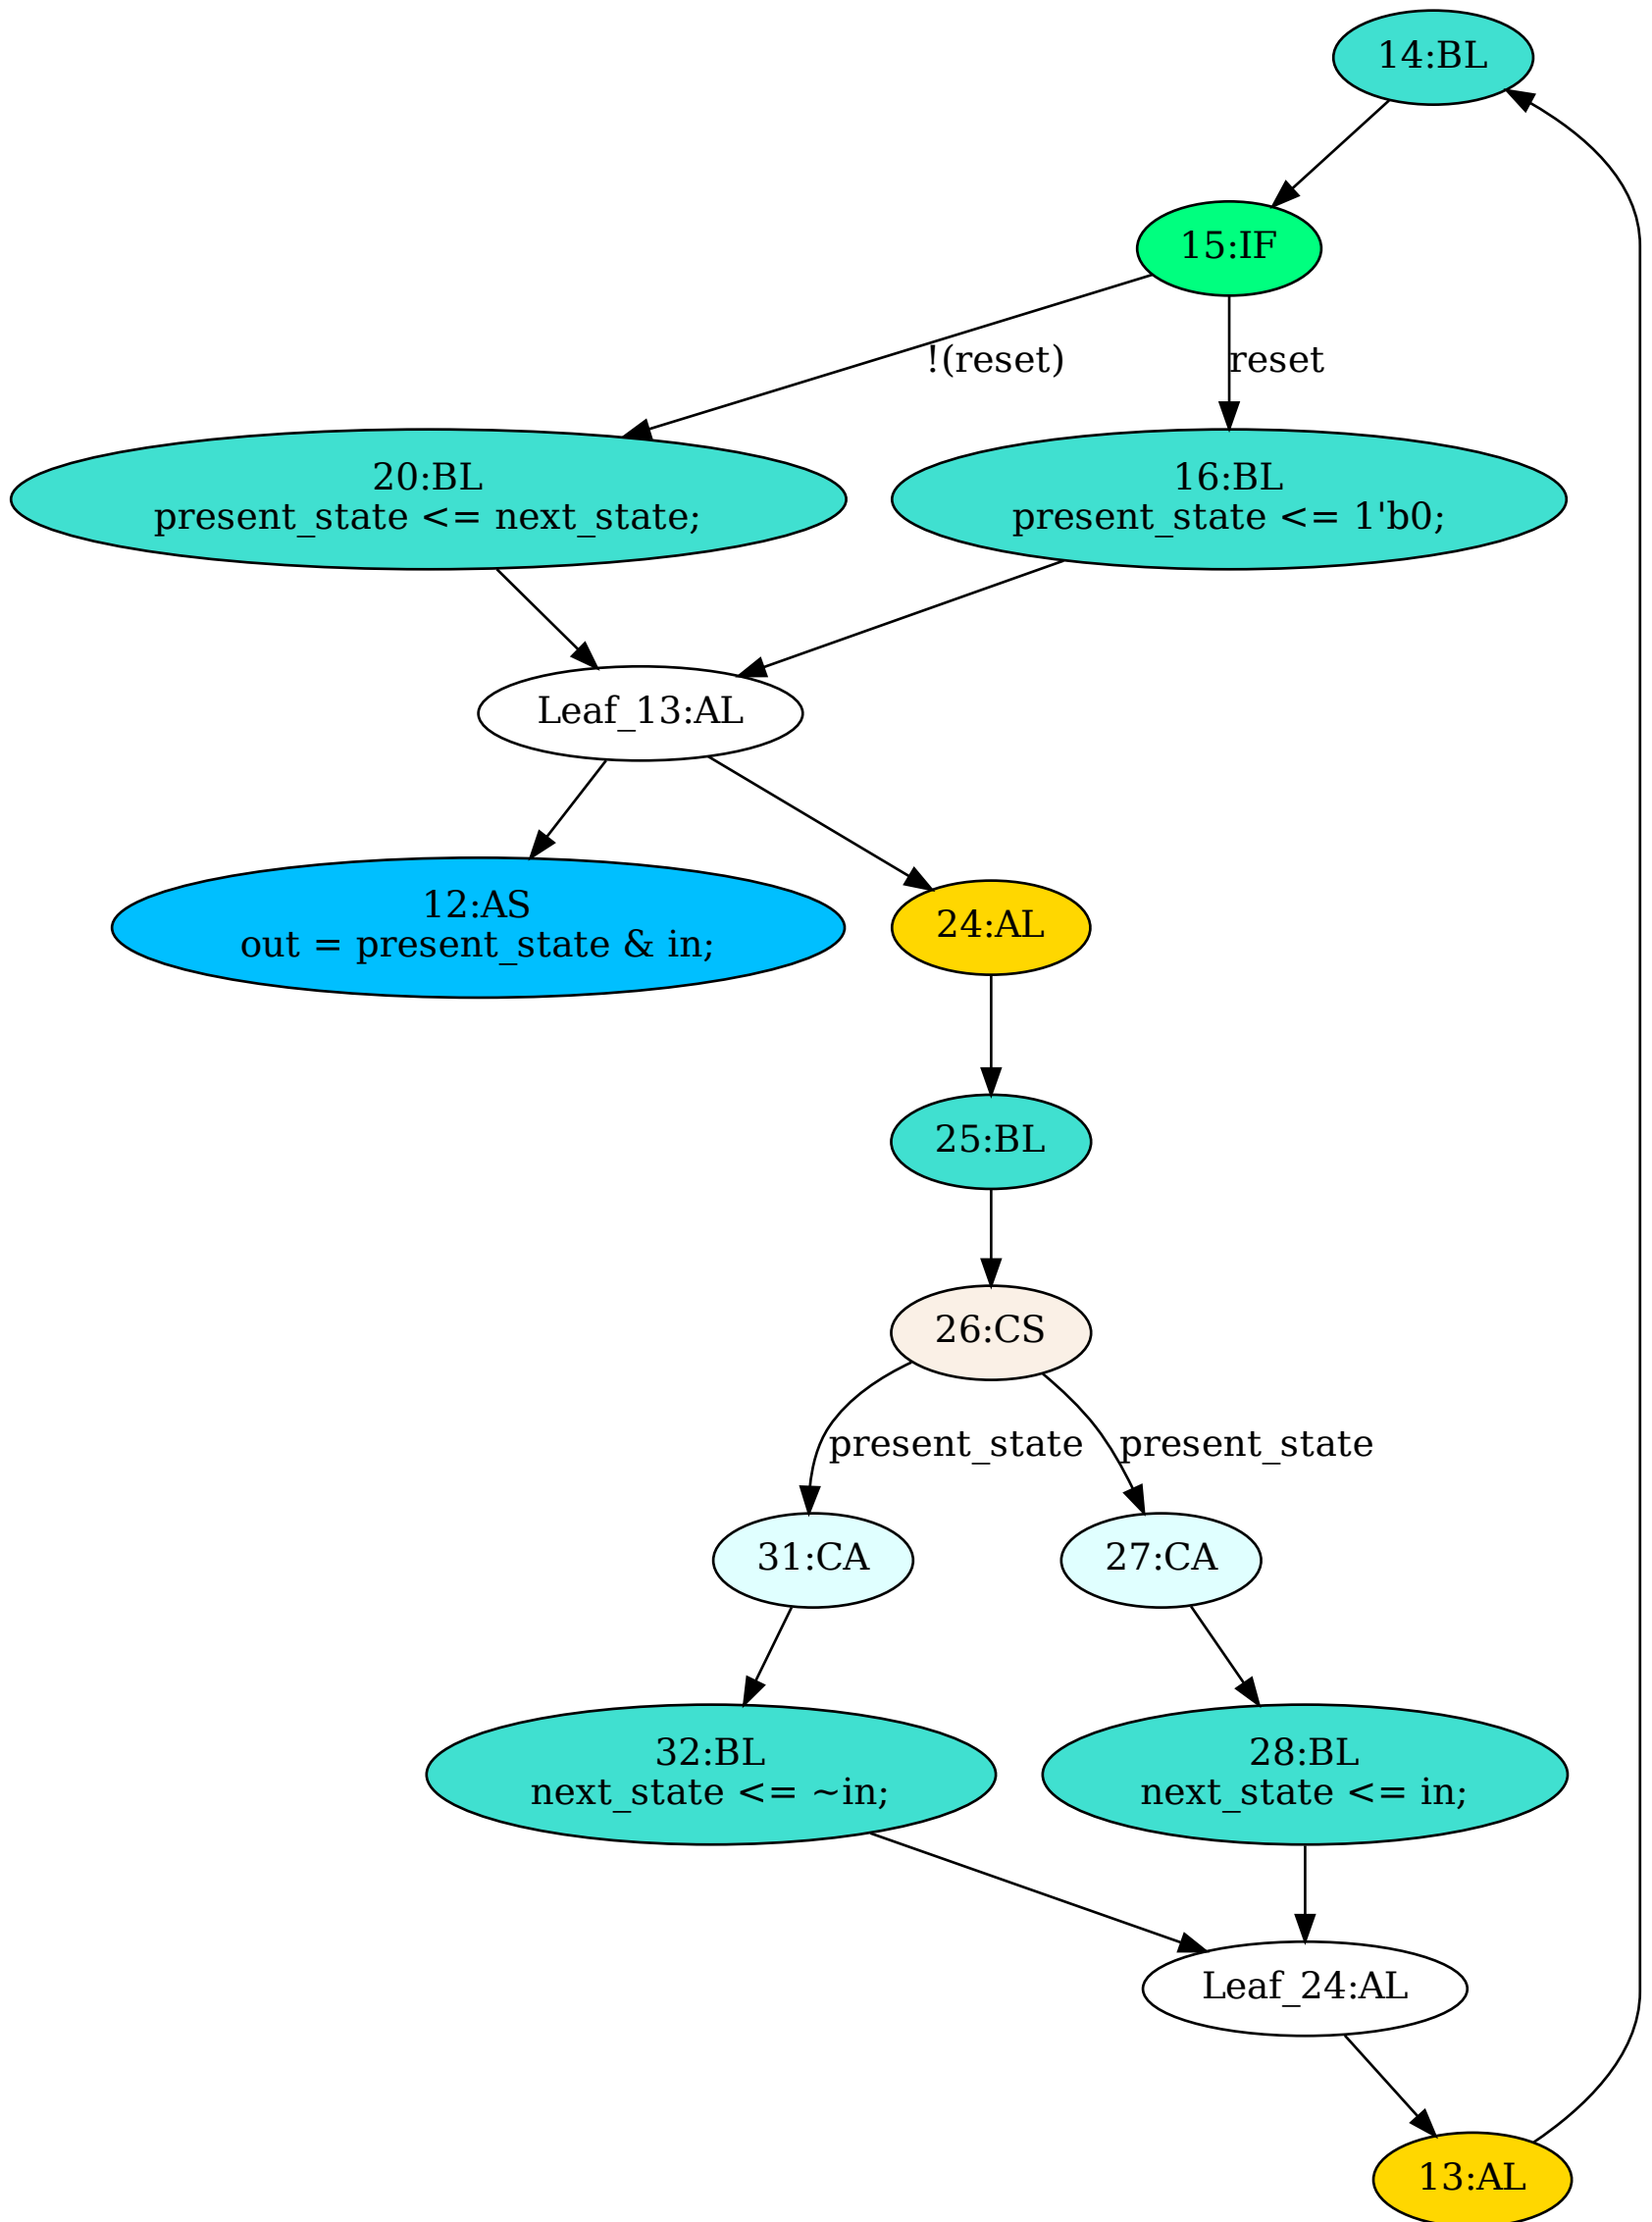 14:BL
15:IF
!(reset)
reset
20:BL
present_state <= next_state;
16:BL
present_state <= 1'b0;
Leaf_13:AL
12:AS
out = present_state & in;
24:AL
25:BL
26:CS
present_state
present_state
31:CA
27:CA
32:BL
next_state <= ~in;
28:BL
next_state <= in;
Leaf_24:AL
13:AL